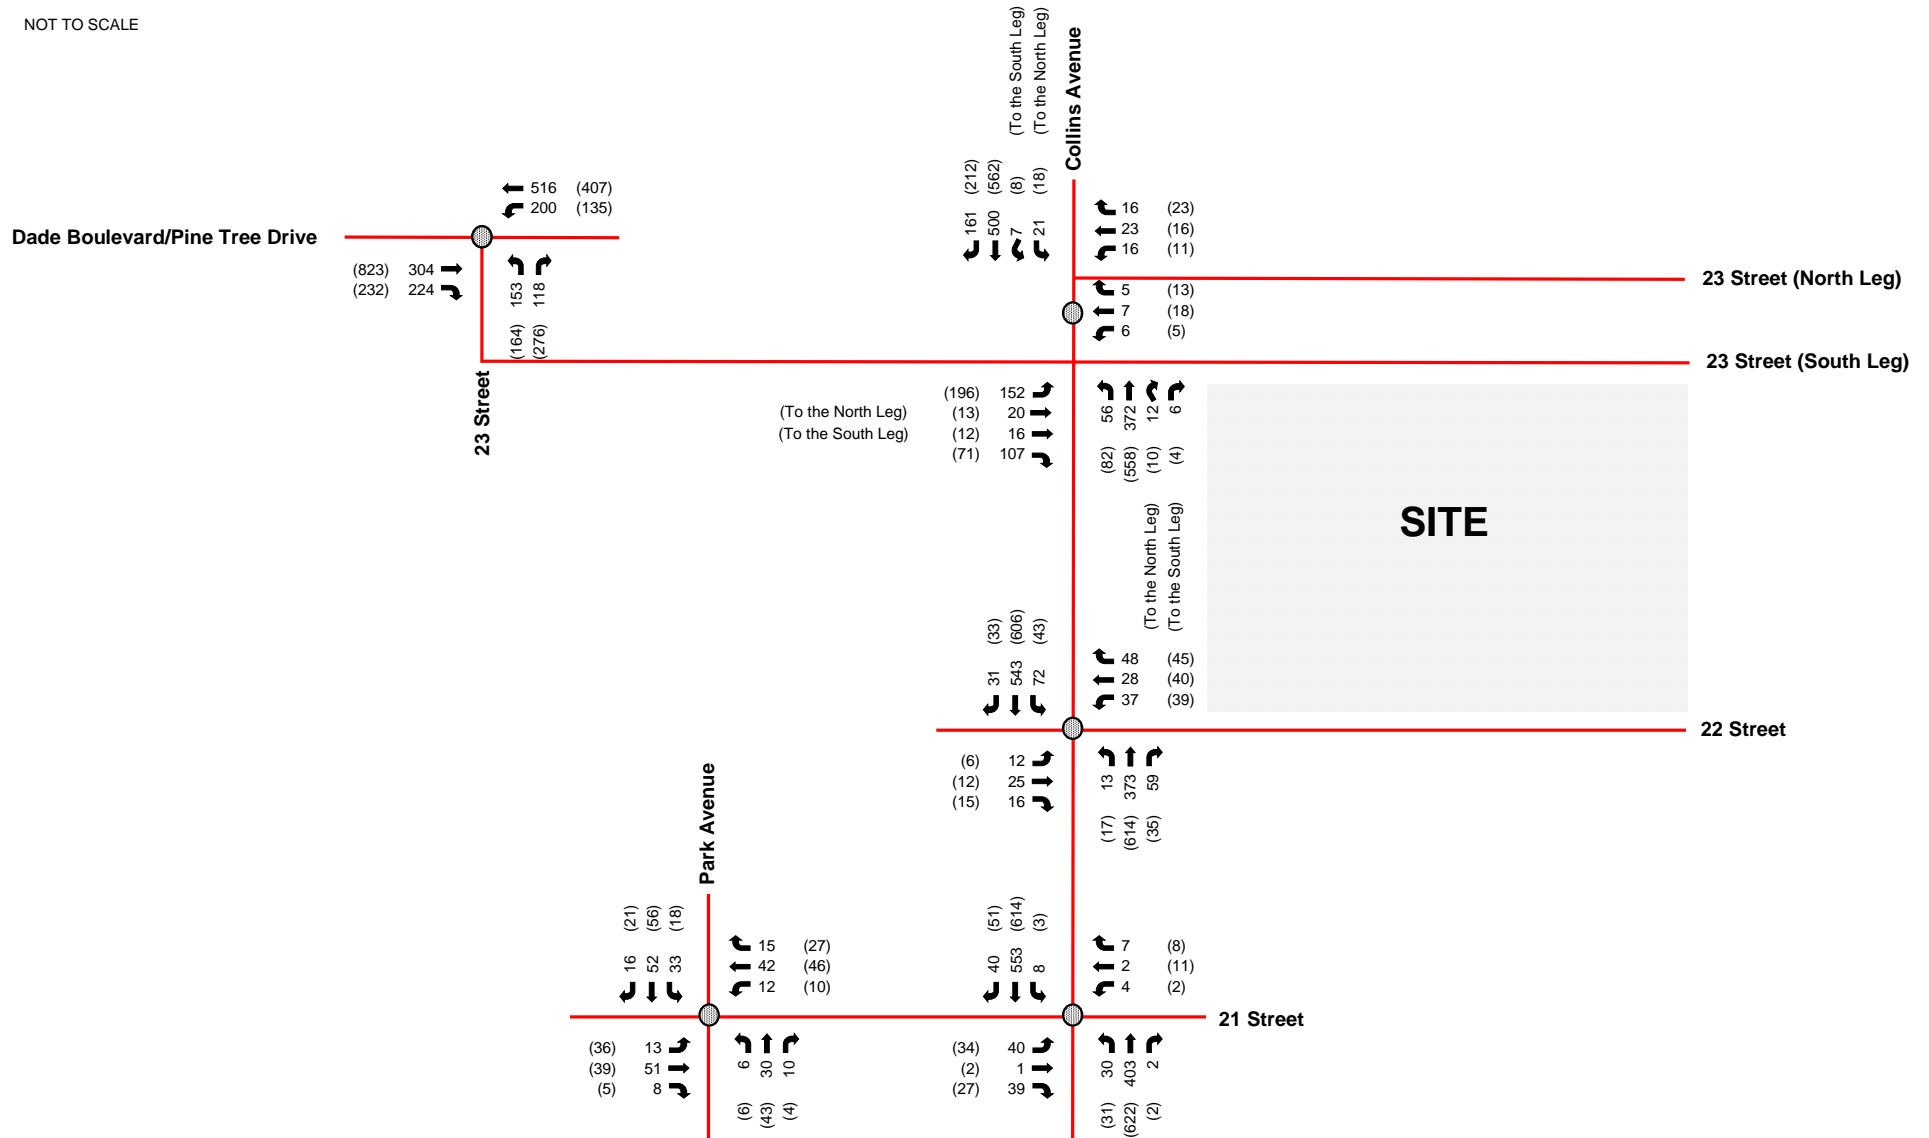 NOT TO SCALE
(To the South Leg)
(To the North Leg)
Collins Avenue
(212) (562) (8) (18)
161 500 7 21
516 (407)
200 (135)
Dade Boulevard/Pine Tree Drive
(823) 304
(232) 224
153 118
(164) (276)
23 Street
16 (23)
23 (16)
16 (11)
23 Street (North Leg)
5 (13)
7 (18)
6 (5)
23 Street (South Leg)
(196) 152
(To the North Leg) (13) 20
(To the South Leg) (12) 16
(71) 107
56 372 12 6
(82) (558) (10) (4)
(To the North Leg)
(To the South Leg)
SITE
(33) (606) (43)
31 543 72
48 (45)
28 (40)
37 (39)
22 Street
(6) 12
(12) 25
(15) 16
13 373 59
(17) (614) (35)
Park Avenue
(21) (56) (18)
16 52 33
15 (27)
42 (46)
12 (10)
(51) (614) (3)
40 553 8
7 (8)
2 (11)
4 (2)
21 Street
(36) 13
(39) 51
(5) 8
6 30 10
(6) (43) (4)
(34) 40
(2) 1
(27) 39
30 403 2
(31) (622) (2)